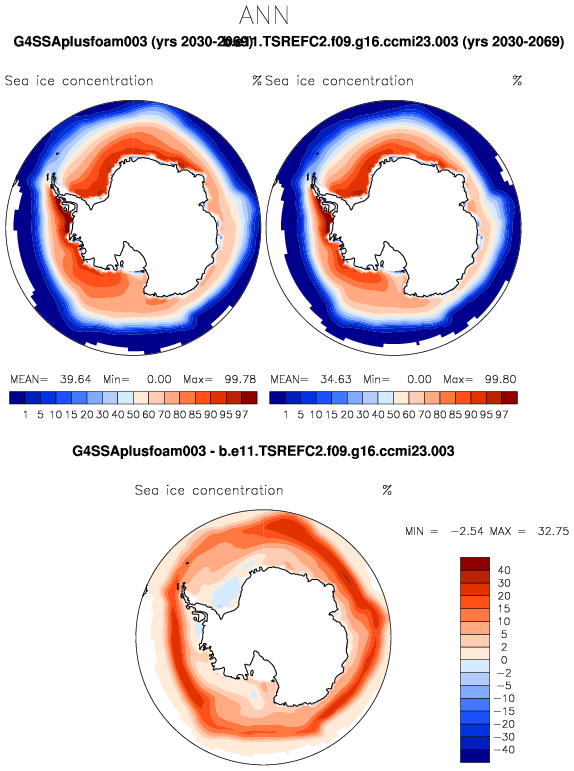 ANN
G4SSAplusfoam003 (yrs 2030-2069) b.e11.TSREFC2.f09.g16.ccmi23.003 (yrs 2030-2069)
Sea ice concentration % Sea ice concentration %
MEAN= 39.64 Min= 0.00 Max= 99.78 MEAN= 34.63 Min= 0.00 Max= 99.80
1 5 10 15 20 30 40 50 60 70 80 85 90 95 97 1 5 10 15 20 30 40 50 60 70 80 85 90 95 97
G4SSAplusfoam003 - b.e11.TSREFC2.f09.g16.ccmi23.003
Sea ice concentration %
MIN = -2.54 MAX = 32.75
40
30
20
15
10
5
2
0
-2
-5
-10
-15
-20
-30
-40